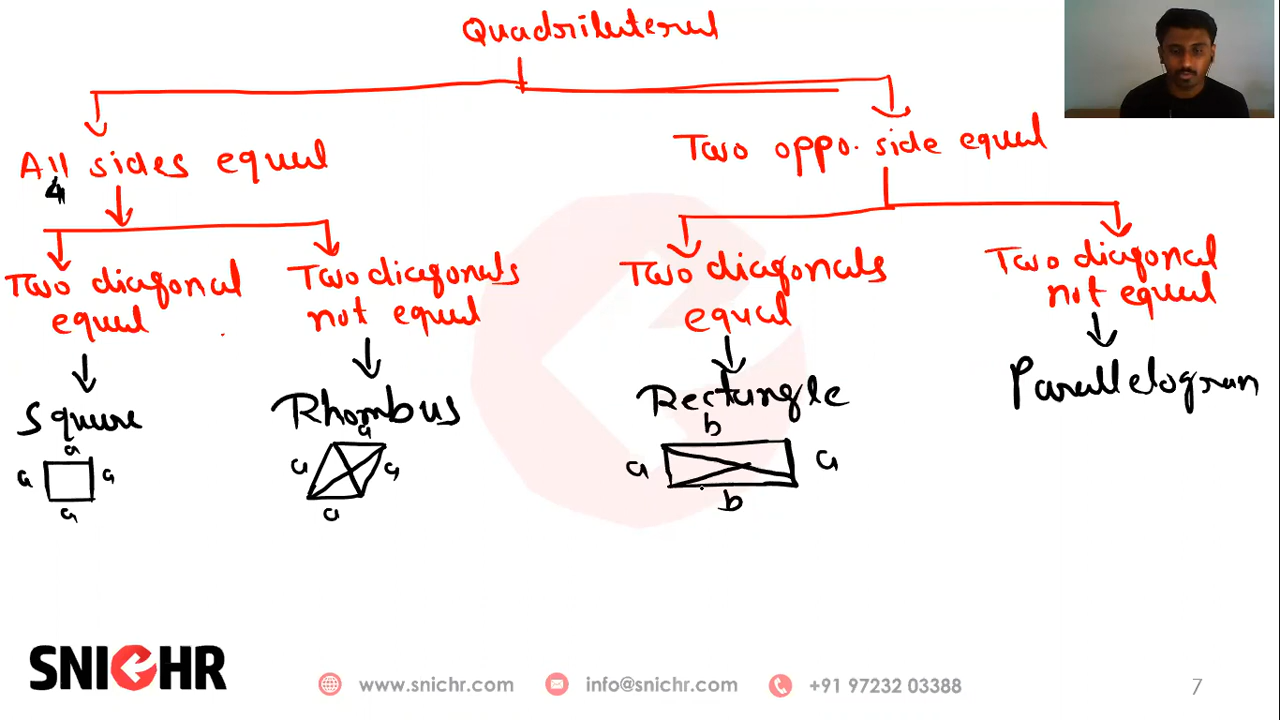 Quadrilateral
All sides equal
4
Two oppo. side equal
Two diagonal
equal
Two diagonals
not equal
Two diagonals
equal
Two diagonal
not equal
Square
Rhombus
Rectangle
Parallelogram
a
a
a
a
a
a
a
a
b
a
a
b
SNICHR
www.snichr.com
info@snichr.com
+91 97232 03388
7